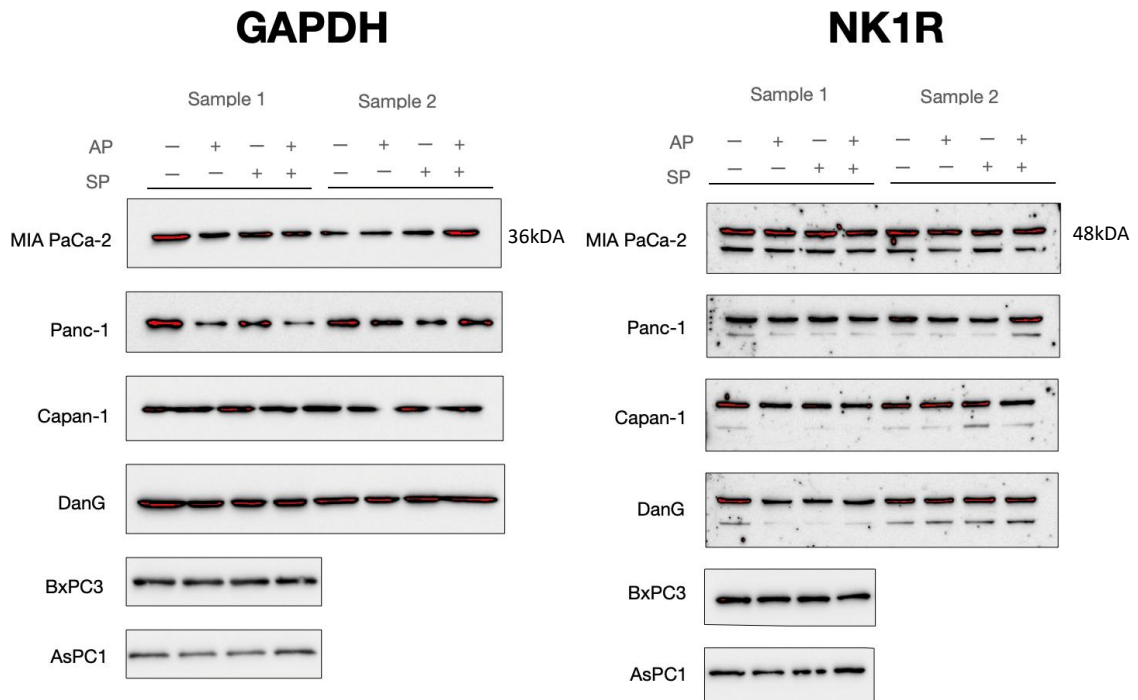 GAPDH
Sample 1 Sample 2
AP — + — + — + — +
SP — — + + — — + +
MIA PaCa-2 36kDA
Panc-1
Capan-1
DanG
BxPC3
AsPC1
NK1R
Sample 1 Sample 2
AP — + — + — + — +
SP — — + + — — + +
MIA PaCa-2 48kDA
Panc-1
Capan-1
DanG
BxPC3
AsPC1